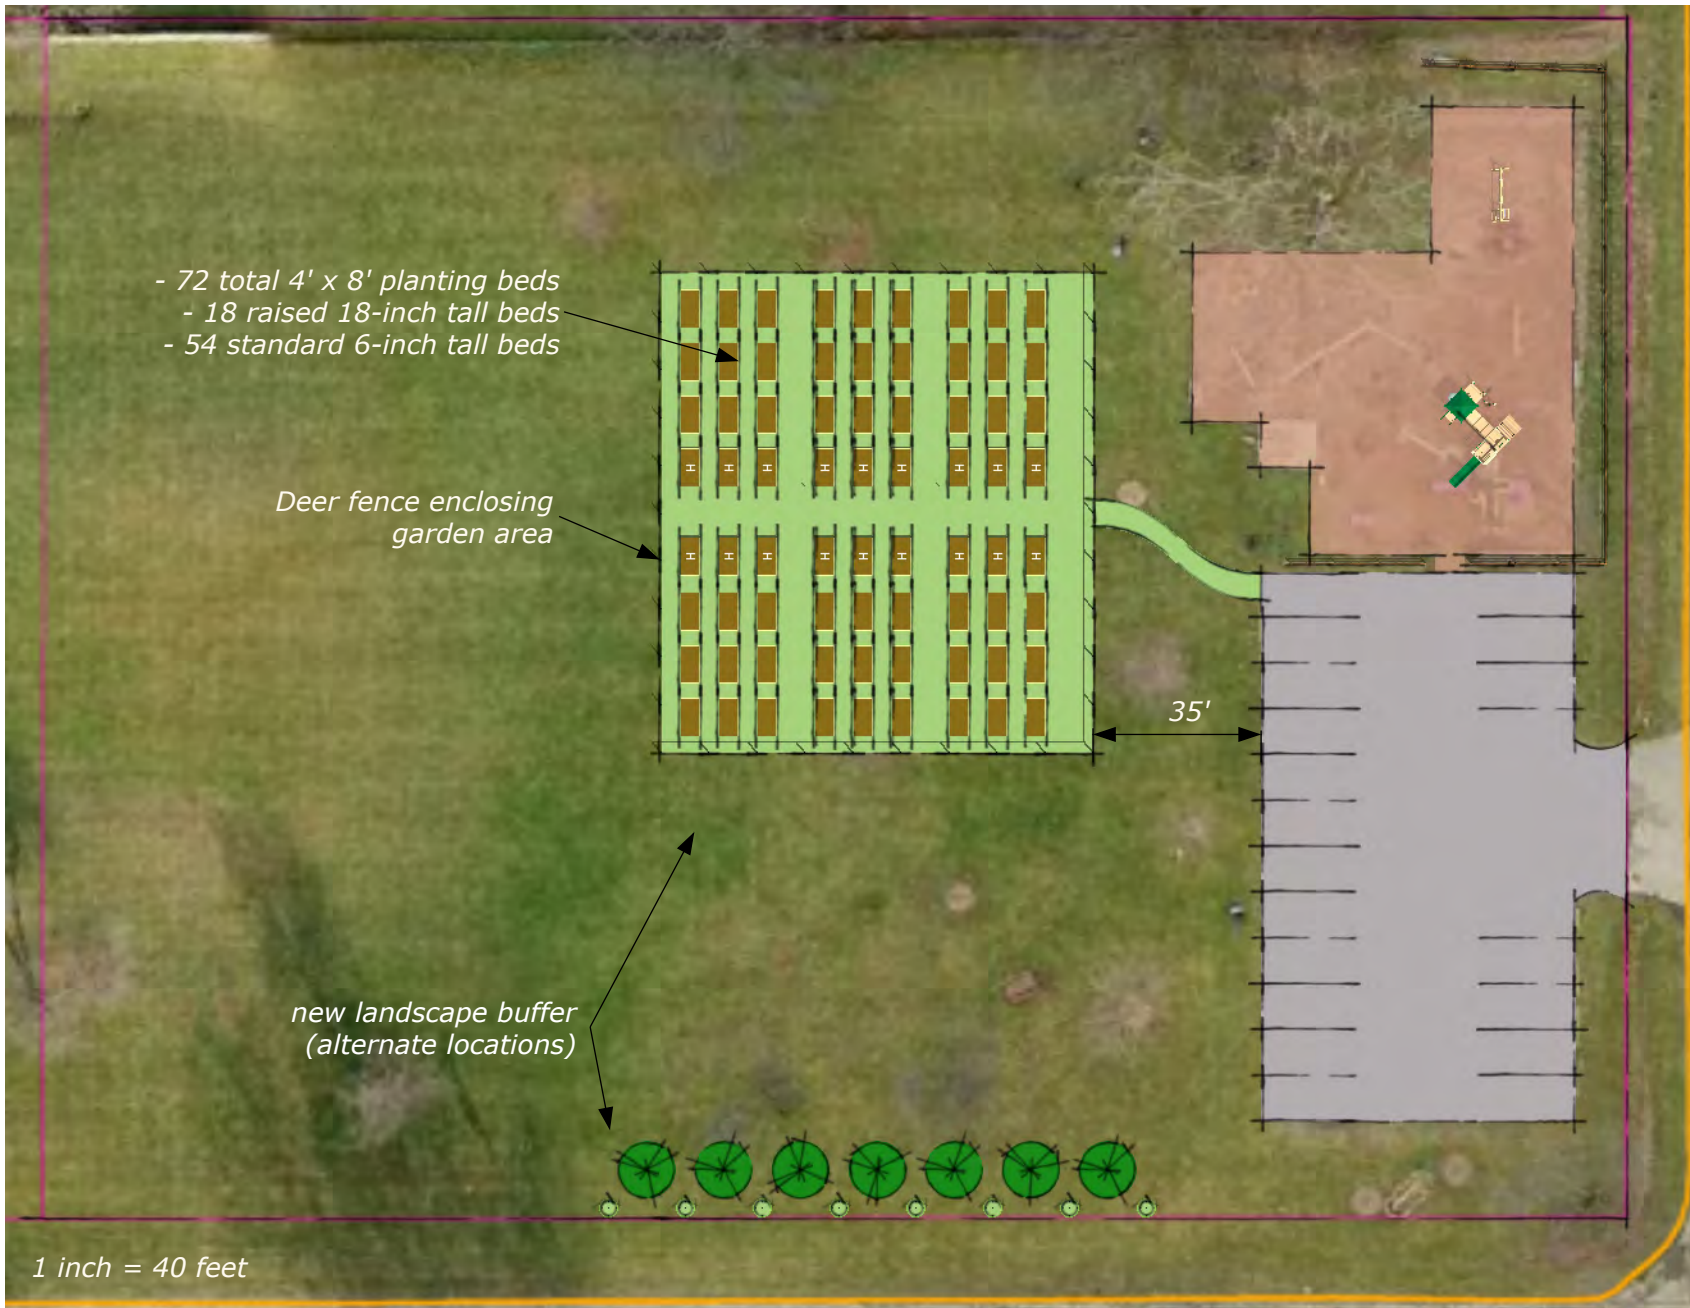 - 72 total 4' x 8' planting beds
- 18 raised 18-inch tall beds
- 54 standard 6-inch tall beds
H H H H H H H H H
Deer fence enclosing
garden area
H H H H H H H H H
35'
new landscape buffer
(alternate locations)
1 inch = 40 feet